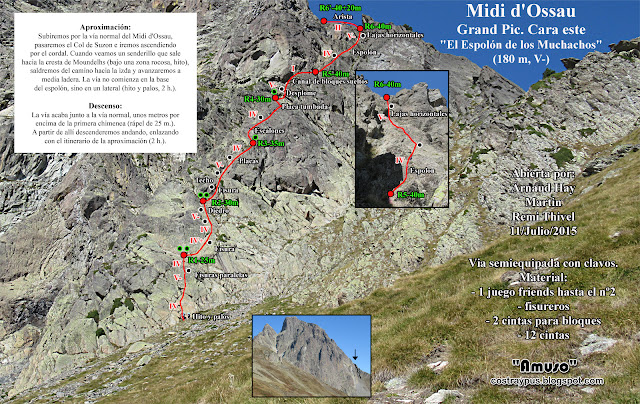 Aproximación:
Subiremos por la vía normal del Midi d'Ossau,
pasaremos el Col de Suzon e iremos ascendiendo
por el cordal. Cuando veamos un senderillo que sale
hacia la cresta de Moundelhs (bajo una zona rocosa, hito),
saldremos del camino hacia la izda y avanzaremos a
media ladera. La vía no comienza en la base
del espolón, sino en un lateral (hito y palos, 2 h.).
Descenso:
La vía acaba junto a la vía normal, unos metros por
encima de la primera chimenea (rápel de 25 m.).
A partir de allí descenderemos andando, enlazando
con el itinerario de la aproximación (2 h.).
Midi d'Ossau
Grand Pic. Cara este
"El Espolón de los Muchachos"
(180 m, V-)
R6'-40+20m
Arista
II
Lajas horizontales
V
Espolón
IV
R5-40m
I
Canal de bloques sueltos
Desplome
R4-30m
Placa tumbada
IV
Escalones
R3-35m
IV
Placas
V
Techo
V
Fisura
R2-30m
V-
Diedro
IV
IV
Fisura
R1-25m
IV
V-
Fisuras paralelas
IV
Hito y palos
R6-40m
Lajas horizontales
V
IV
Espolón
R5-40m
Abierta por:
Arnaud Hay
Martin
Remi Thivel
11/Julio/2015
Vía semiequipada con clavos.
Material:
- 1 juego friends hasta el nº2
- fisureros
- 2 cintas para bloques
- 12 cintas
"Amuso"
costraypus.blogspot.com